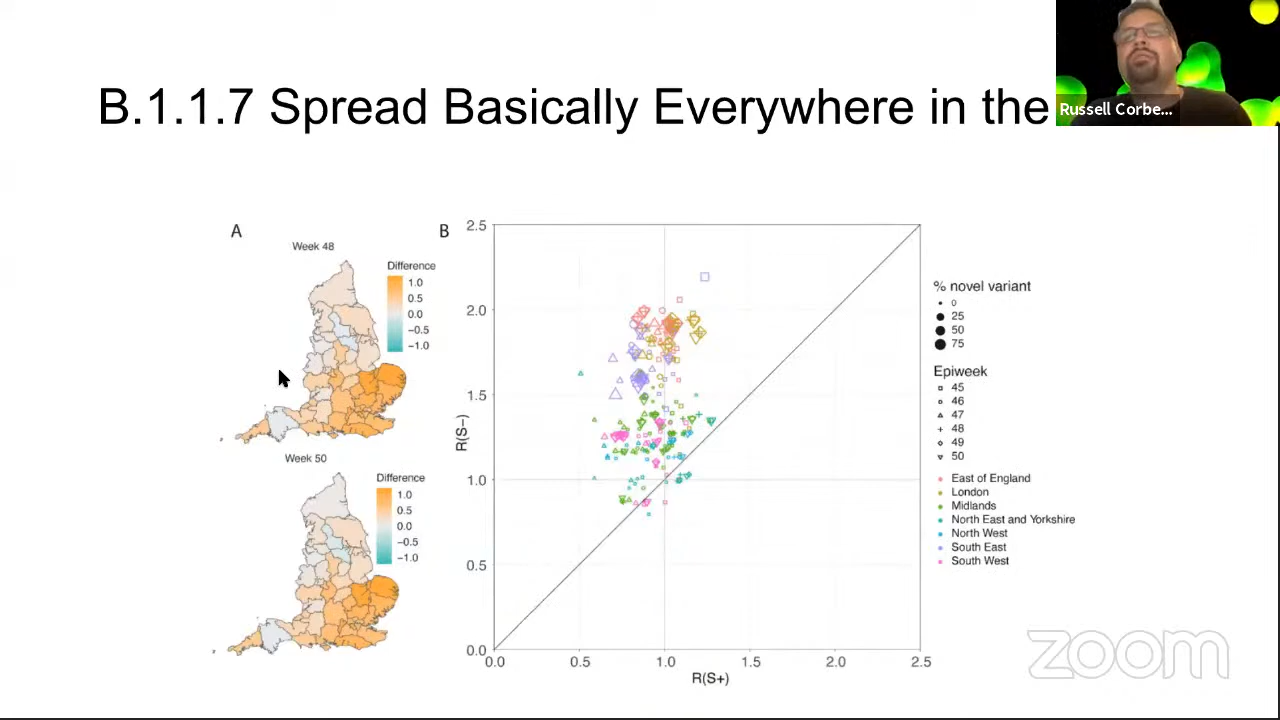 B.1.1.7 Spread Basically Everywhere in the
Russell Corbe...
A
Week 48
Difference
1.0
0.5
0.0
−0.5
−1.0
Week 50
Difference
1.0
0.5
0.0
−0.5
−1.0
B
2.5
2.0
1.5
1.0
0.5
0.0
R(S−)
0.0
0.5
1.0
1.5
2.0
2.5
R(S+)
% novel variant
0
25
50
75
Epiweek
45
46
47
48
49
50
East of England
London
Midlands
North East and Yorkshire
North West
South East
South West
zoom